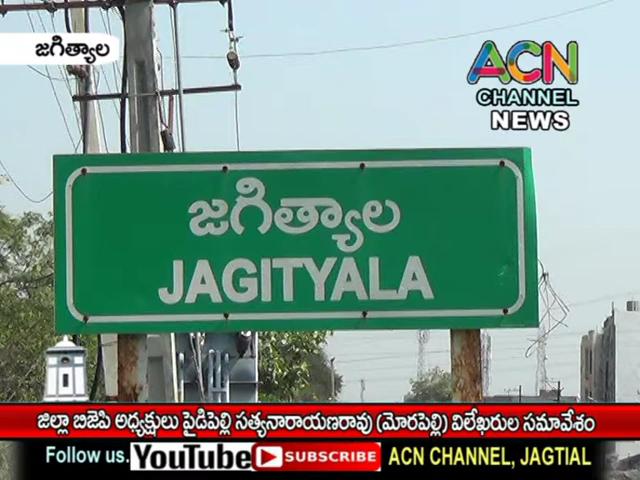 జగిత్యాల
ACN
CHANNEL
NEWS
జగిత్యాల
JAGITYALA
జిల్లా బిజెపి అధ్యక్షులు పైడిపెల్లి సత్యనారాయణరావు (మోరపెల్లి) విలేఖరుల సమావేశం
Follow us. YouTube SUBSCRIBE ACN CHANNEL, JAGTIAL